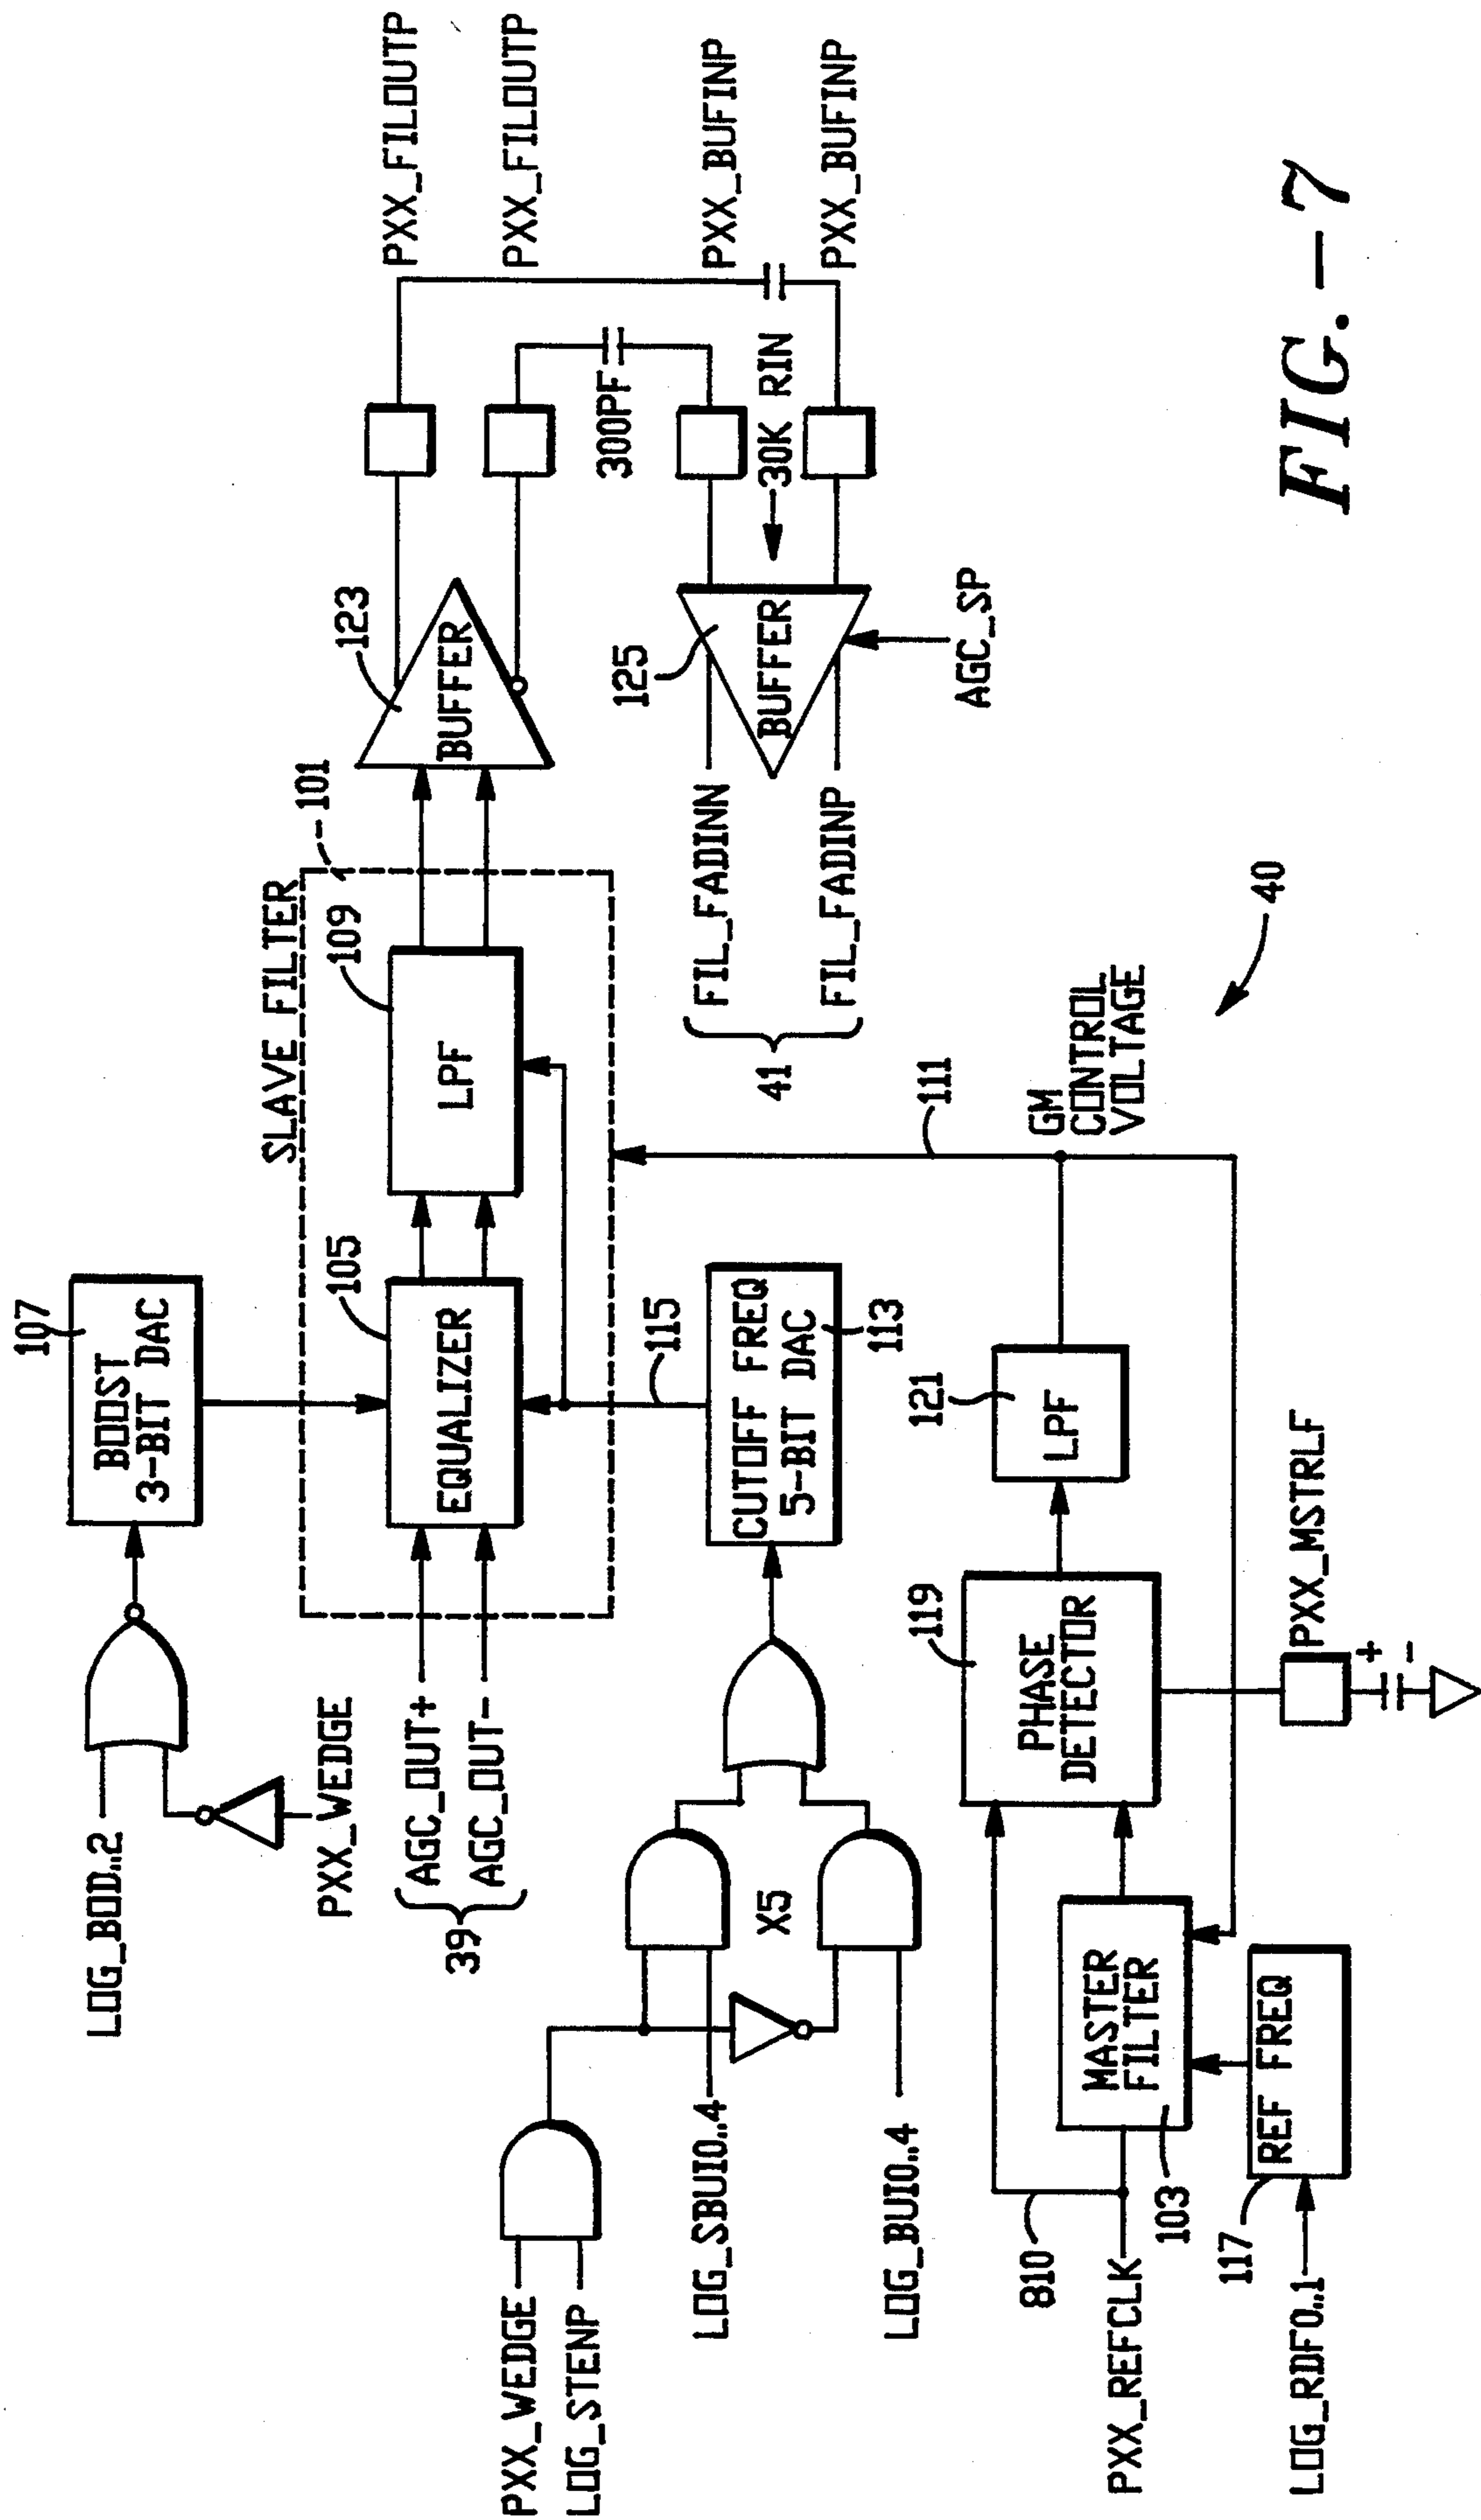 107
BOOST
3-BIT DAC
LOG_BOD..2
PXX_WEDGE
SLAVE FILTER
101
105
EQUALIZER
109
LPF
39
AGC_OUT+
AGC_OUT-
123
BUFFER
PXX_FILOUTP
PXX_FILOUTP
300PF
PXX_BUFINP
PXX_BUFINP
30K RIN
125
BUFFER
AGC_SP
FIL_FADINN
FIL_FADINP
41
115
CUTOFF FREQ
5-BIT DAC
113
X5
PXX_WEDGE
LOG_STENP
LOG_SBUI0..4
LOG_BUI0..4
111
GM
CONTROL
VOLTAGE
40
121
LPF
119
PHASE
DETECTOR
PXX_MSTRLF
+
-
MASTER
FILTER
103
810
PXX_REFCLK
117
REF FREQ
LOG_RDF0..1
FIG.-7